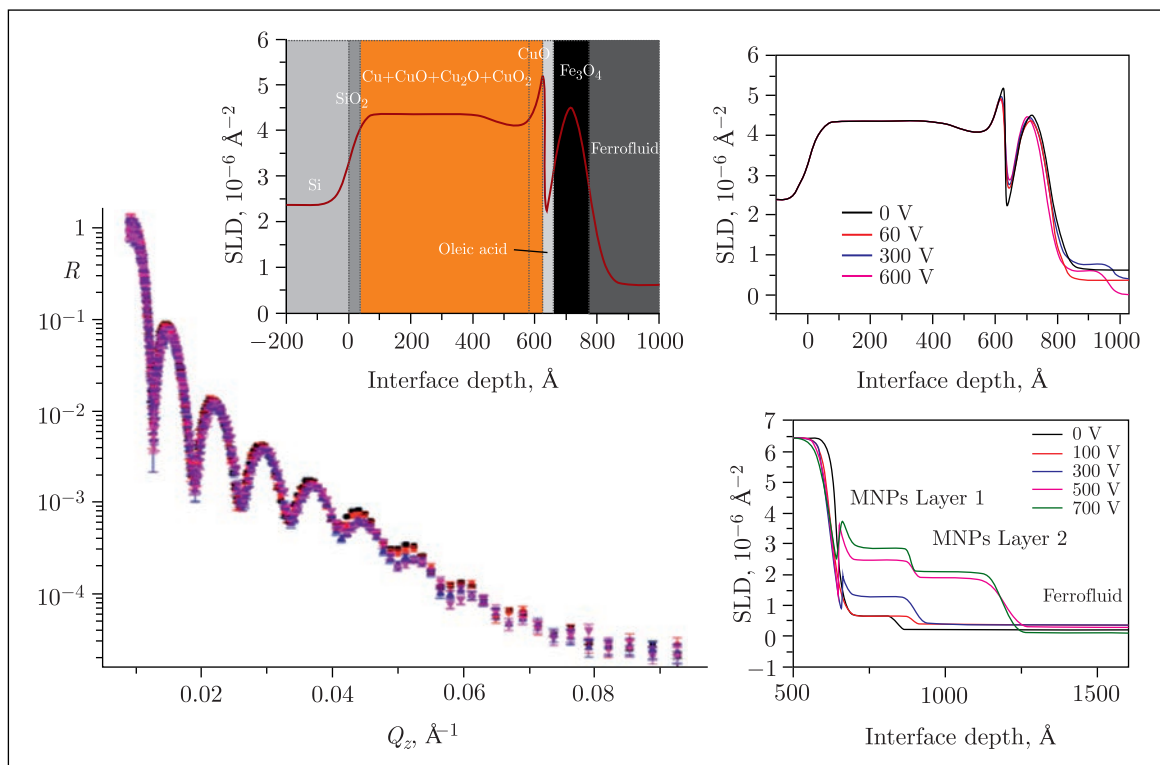 6
5
4
3
2
1
0
SLD, 10⁻⁶ Å⁻²
Si
SiO₂
Cu+CuO+Cu₂O+CuO₂
CuO
Fe₃O₄
Ferrofluid
Oleic acid
−200 0 200 400 600 800 1000
Interface depth, Å
6
5
4
3
2
1
0
SLD, 10⁻⁶ Å⁻²
0 V
60 V
300 V
600 V
0 200 400 600 800 1000
Interface depth, Å
1
R
10⁻¹
10⁻²
10⁻³
10⁻⁴
0.02 0.04 0.06 0.08
Q_z, Å⁻¹
7
6
5
4
3
2
1
0
−1
SLD, 10⁻⁶ Å⁻²
0 V
100 V
300 V
500 V
700 V
MNPs Layer 1
MNPs Layer 2
Ferrofluid
500 1000 1500
Interface depth, Å